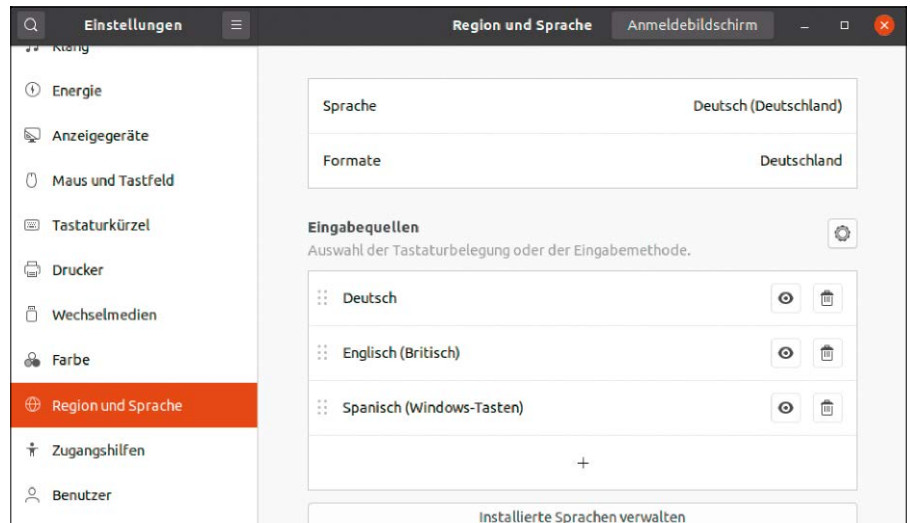 Einstellungen
Region und Sprache
Anmeldebildschirm
Klang
Energie
Anzeigegeräte
Maus und Tastfeld
Tastaturkürzel
Drucker
Wechselmedien
Farbe
Region und Sprache
Zugangshilfen
Benutzer
Sprache Deutsch (Deutschland)
Formate Deutschland
Eingabequellen
Auswahl der Tastaturbelegung oder der Eingabemethode.
Deutsch
Englisch (Britisch)
Spanisch (Windows-Tasten)
+
Installierte Sprachen verwalten